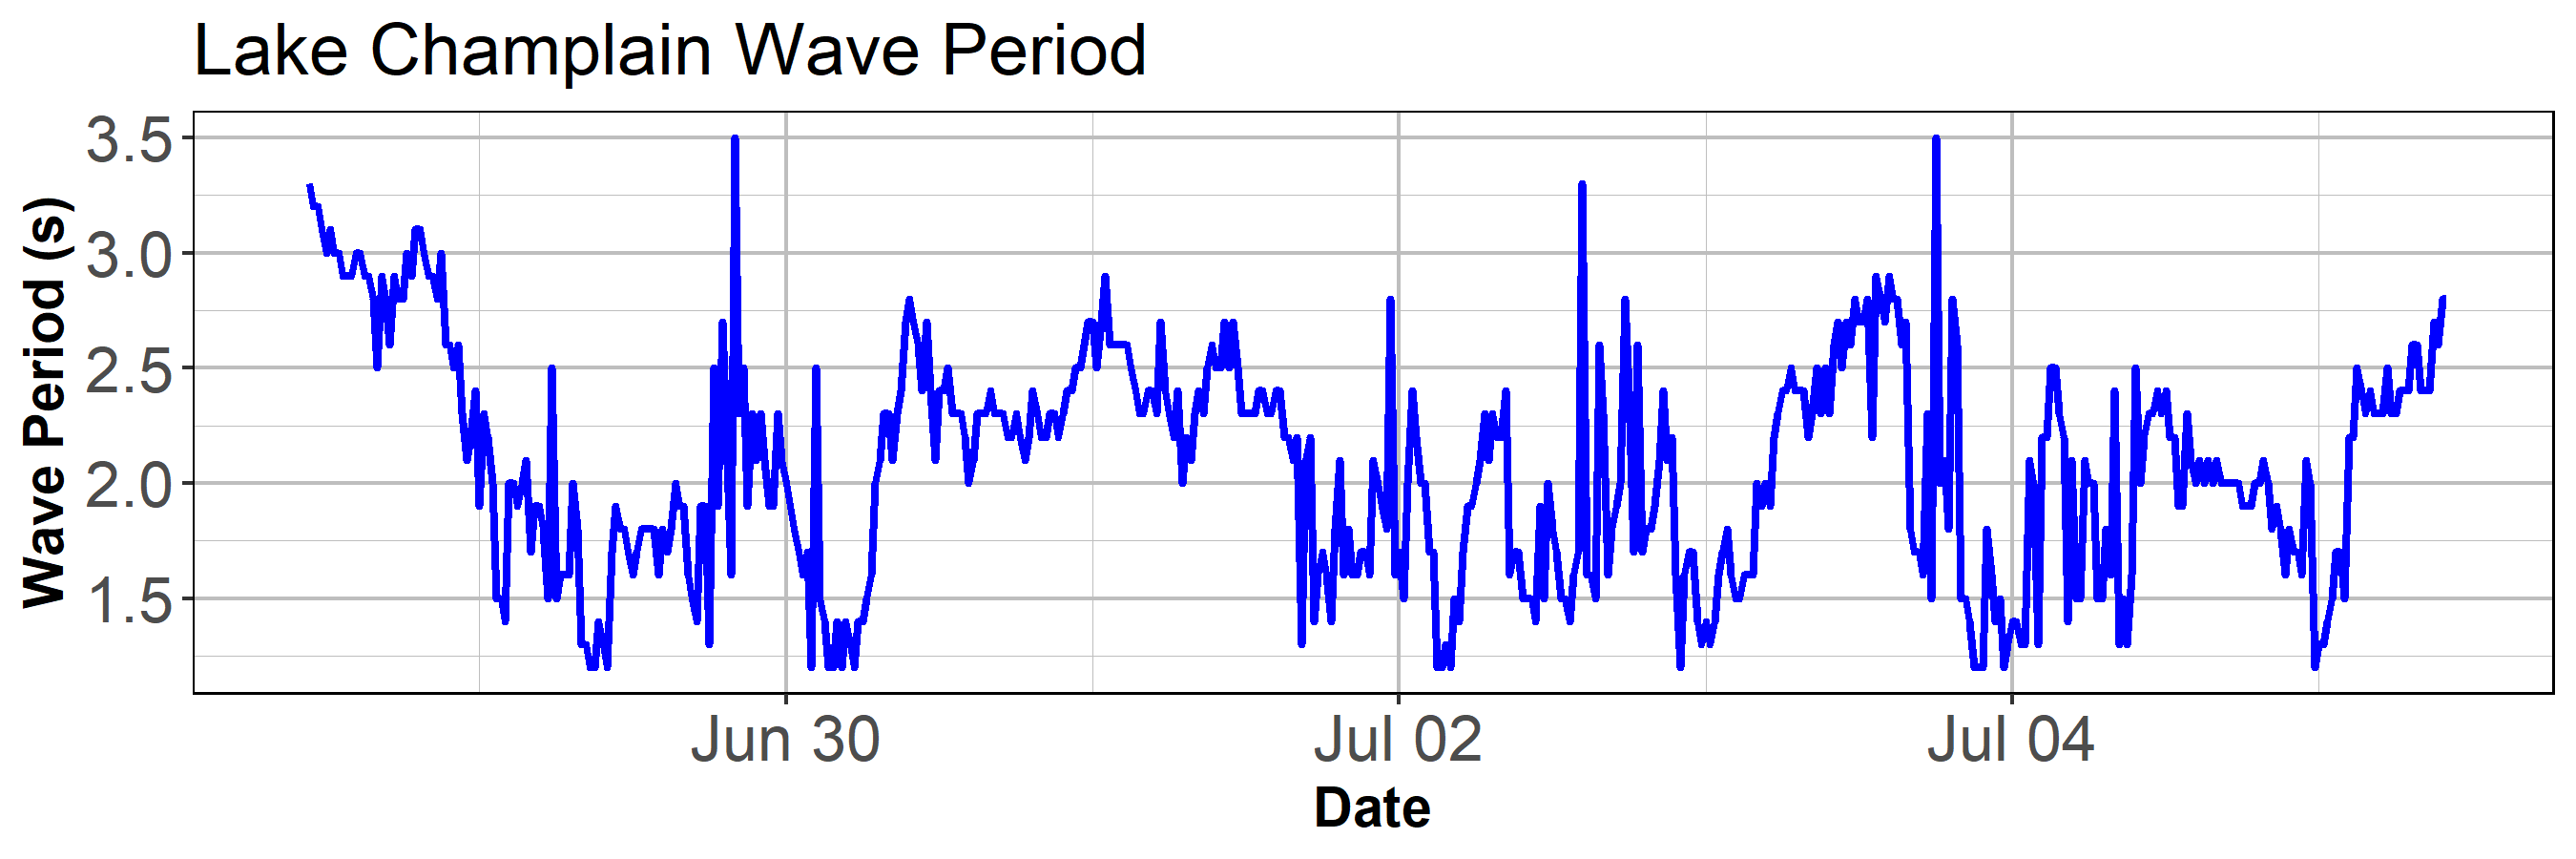 Lake Champlain Wave Period
Wave Period (s)
3.5
3.0
2.5
2.0
1.5
Jun 30
Jul 02
Jul 04
Date